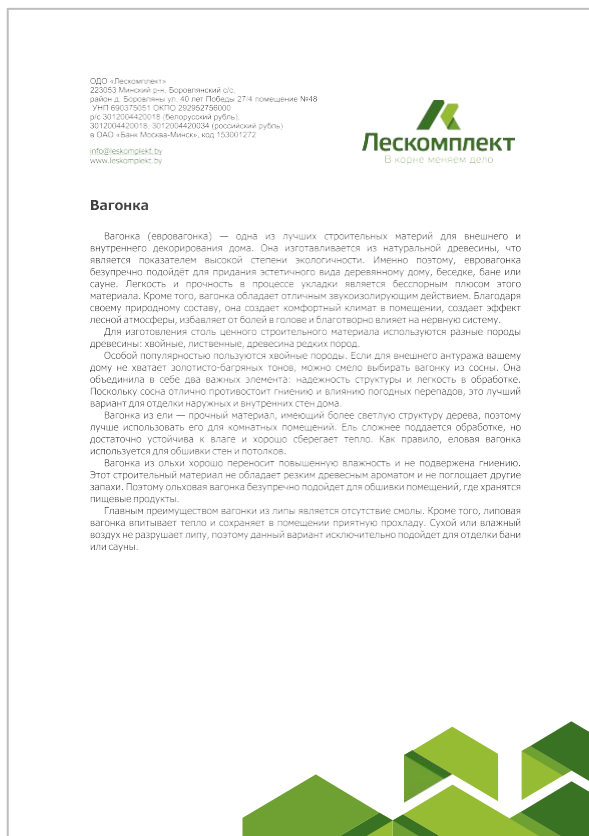 ОДО «Лескомплект»
223053 Минский р-н. Боровлянский с/с,
район д. Боровляны ул. 40 лет Победы 27/4 помещение №48
УНП 690375051 ОКПО 292952756000
р/с 3012004420018 (белорусский рубль),
3012004420018, 3012004420034 (российский рубль)
в ОАО «Банк Москва-Минск», код 153001272
info@leskomplekt.by
www.leskomplekt.by
Лескомплект
В корне меняем дело
Вагонка
Вагонка (евровагонка) — одна из лучших строительных материй для внешнего и
внутреннего декорирования дома. Она изготавливается из натуральной древесины, что
является показателем высокой степени экологичности. Именно поэтому, евровагонка
безупречно подойдёт для придания эстетичного вида деревянному дому, беседке, бане или
сауне. Легкость и прочность в процессе укладки является бесспорным плюсом этого
материала. Кроме того, вагонка обладает отличным звукоизолирующим действием. Благодаря
своему природному составу, она создает комфортный климат в помещении, создает эффект
лесной атмосферы, избавляет от болей в голове и благотворно влияет на нервную систему.
Для изготовления столь ценного строительного материала используются разные породы
древесины: хвойные, лиственные, древесина редких пород.
Особой популярностью пользуются хвойные породы. Если для внешнего антуража вашему
дому не хватает золотисто-багряных тонов, можно смело выбирать вагонку из сосны. Она
объединила в себе два важных элемента: надежность структуры и легкость в обработке.
Поскольку сосна отлично противостоит гниению и влиянию погодных перепадов, это лучший
вариант для отделки наружных и внутренних стен дома.
Вагонка из ели — прочный материал, имеющий более светлую структуру дерева, поэтому
лучше использовать его для комнатных помещений. Ель сложнее поддается обработке, но
достаточно устойчива к влаге и хорошо сберегает тепло. Как правило, еловая вагонка
используется для обшивки стен и потолков.
Вагонка из ольхи хорошо переносит повышенную влажность и не подвержена гниению.
Этот строительный материал не обладает резким древесным ароматом и не поглощает другие
запахи. Поэтому ольховая вагонка безупречно подойдет для обшивки помещений, где хранятся
пищевые продукты.
Главным преимуществом вагонки из липы является отсутствие смолы. Кроме того, липовая
вагонка впитывает тепло и сохраняет в помещении приятную прохладу. Сухой или влажный
воздух не разрушает липу, поэтому данный вариант исключительно подойдет для отделки бани
или сауны.